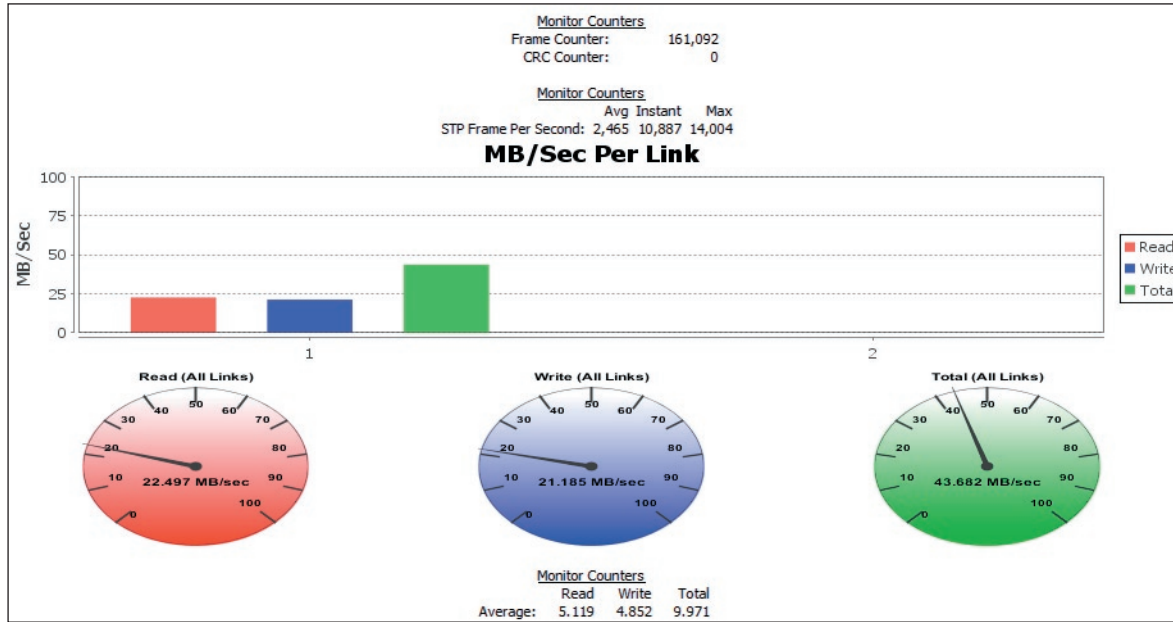 Monitor Counters
Frame Counter: 161,092
CRC Counter: 0
Monitor Counters
Avg Instant Max
STP Frame Per Second: 2,465 10,887 14,004
MB/Sec Per Link
MB/Sec
100
75
50
25
0
1 2
Read
Write
Tota
Read (All Links)
0 10 20 30 40 50 60 70 80 90 100
22.497 MB/sec
Write (All Links)
0 10 20 30 40 50 60 70 80 90 100
21.185 MB/sec
Total (All Links)
0 10 20 30 40 50 60 70 80 90 100
43.682 MB/sec
Monitor Counters
Read Write Total
Average: 5.119 4.852 9.971